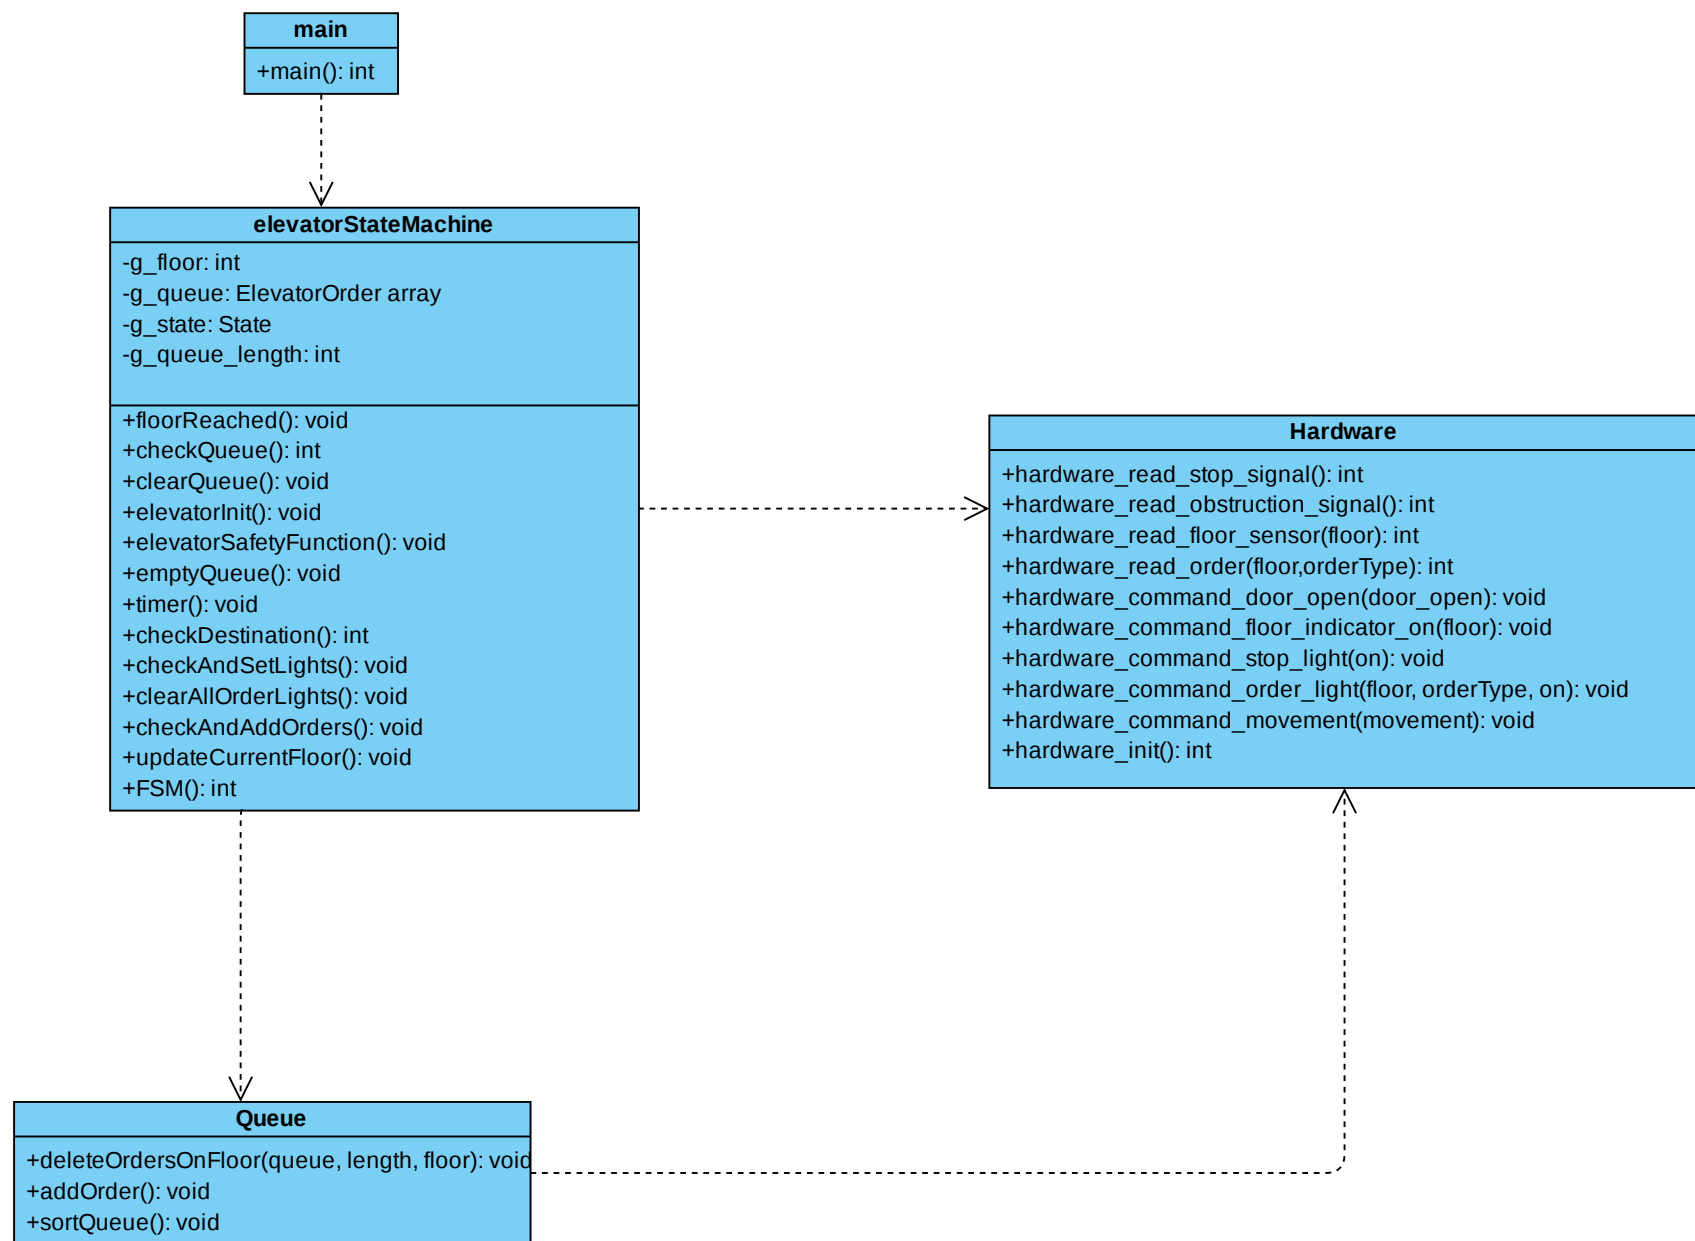 main
+main(): int
elevatorStateMachine
-g_floor: int
-g_queue: ElevatorOrder array
-g_state: State
-g_queue_length: int
+floorReached(): void
+checkQueue(): int
+clearQueue(): void
+elevatorInit(): void
+elevatorSafetyFunction(): void
+emptyQueue(): void
+timer(): void
+checkDestination(): int
+checkAndSetLights(): void
+clearAllOrderLights(): void
+checkAndAddOrders(): void
+updateCurrentFloor(): void
+FSM(): int
Hardware
+hardware_read_stop_signal(): int
+hardware_read_obstruction_signal(): int
+hardware_read_floor_sensor(floor): int
+hardware_read_order(floor,orderType): int
+hardware_command_door_open(door_open): void
+hardware_command_floor_indicator_on(floor): void
+hardware_command_stop_light(on): void
+hardware_command_order_light(floor, orderType, on): void
+hardware_command_movement(movement): void
+hardware_init(): int
Queue
+deleteOrdersOnFloor(queue, length, floor): void
+addOrder(): void
+sortQueue(): void